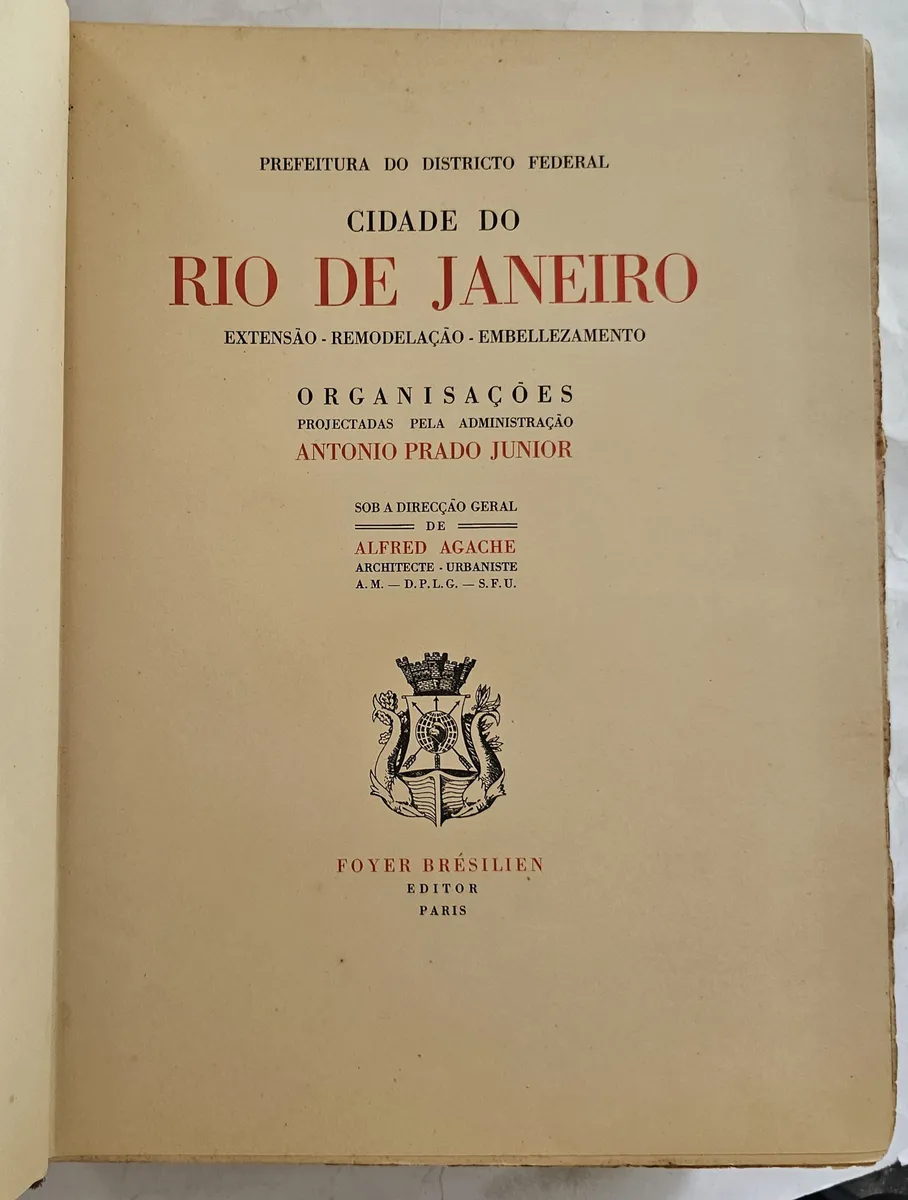 PREFEITURA DO DISTRICTO FEDERAL
CIDADE DO
RIO DE JANEIRO
EXTENSÃO - REMODELAÇÃO - EMBELLEZAMENTO
ORGANISAÇÕES
PROJECTADAS PELA ADMINISTRAÇÃO
ANTONIO PRADO JUNIOR
SOB A DIRECÇÃO GERAL
DE
ALFRED AGACHE
ARCHITECTE - URBANISTE
A. M. — D. P. L. G. — S. F. U.
FOYER BRÉSILIEN
EDITOR
PARIS